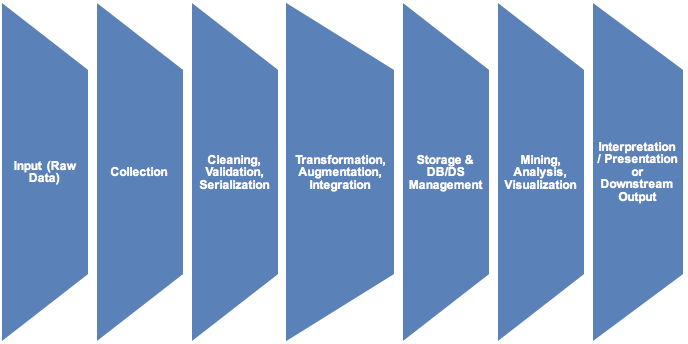 Input (Raw
Data)
Collection
Cleaning,
Validation,
Serialization
Transformation,
Augmentation,
Integration
Storage &
DB/DS
Management
Mining,
Analysis,
Visualization
Interpretation
/ Presentation
or
Downstream
Output